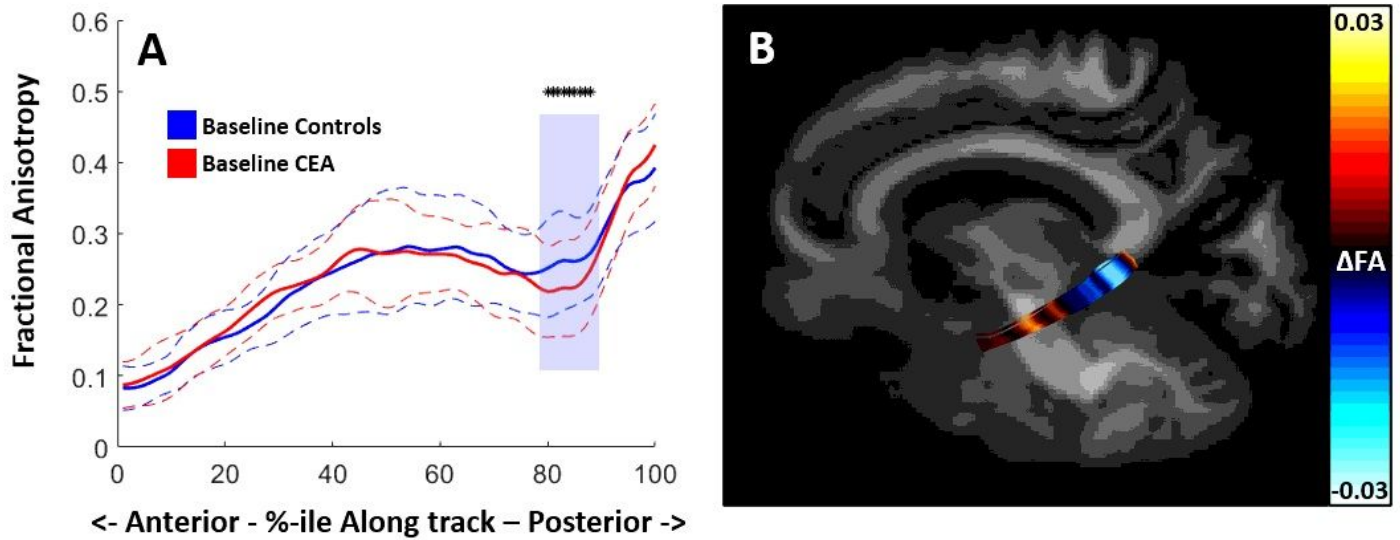 A
B
Fractional Anisotropy
0.6
0.5
0.4
0.3
0.2
0.1
0
Baseline Controls
Baseline CEA
**********
0 20 40 60 80 100
<- Anterior - %-ile Along track – Posterior ->
0.03
ΔFA
-0.03